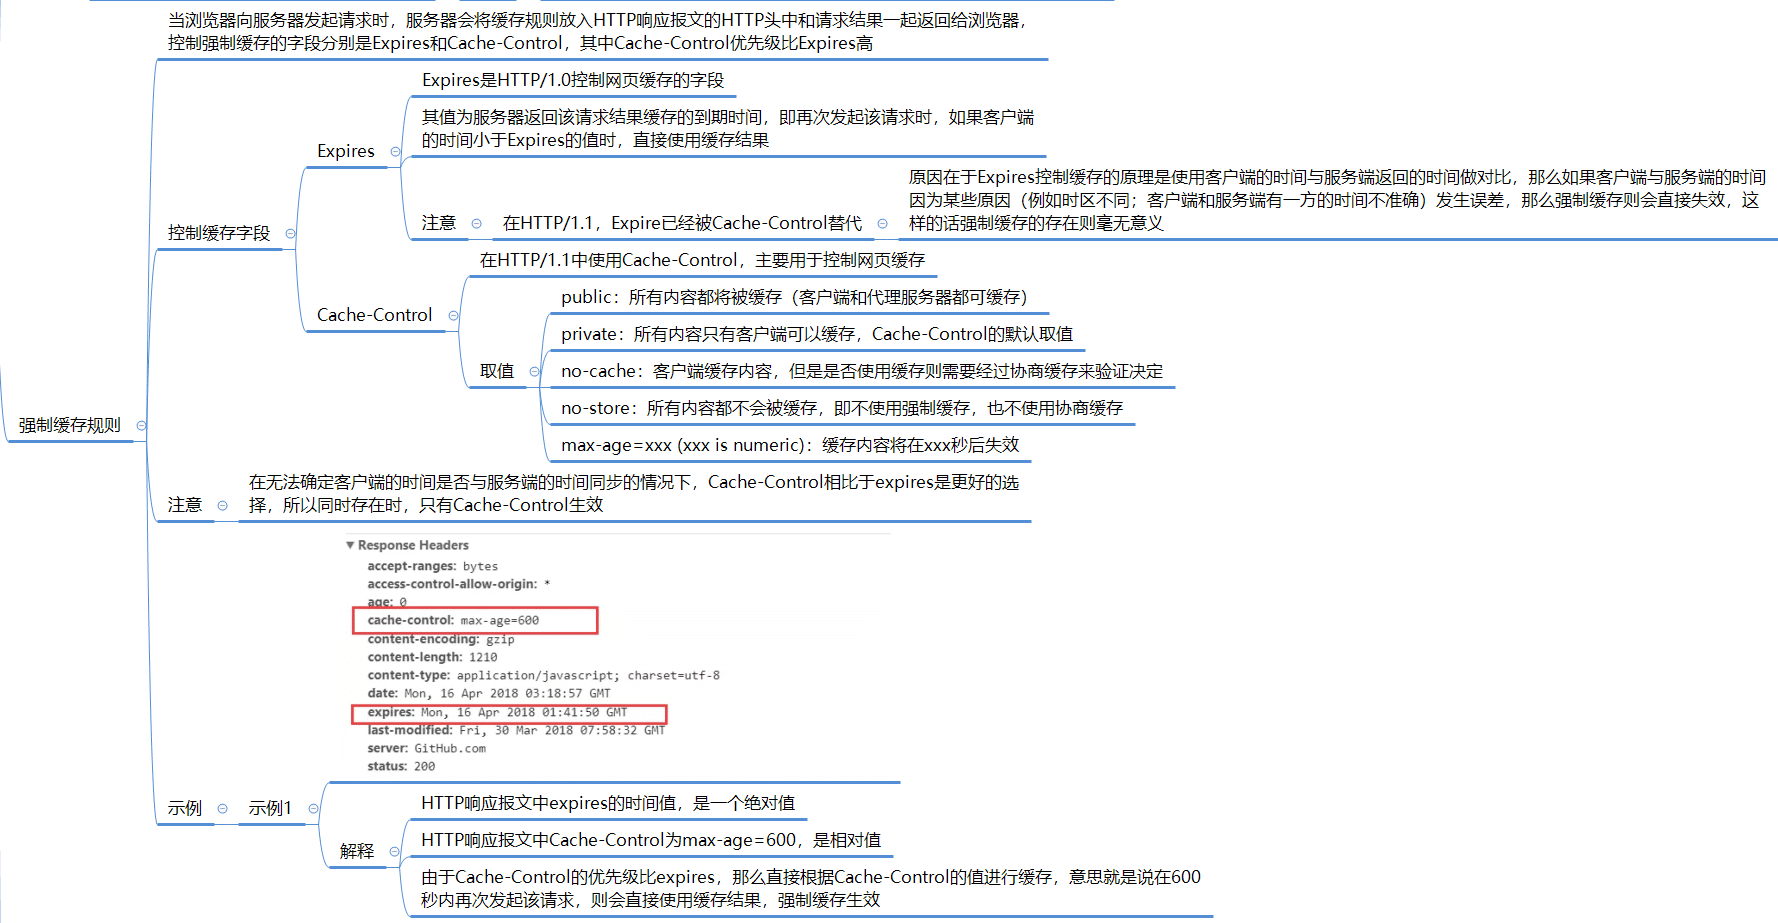 当浏览器向服务器发起请求时，服务器会将缓存规则放入HTTP响应报文的HTTP头中和请求结果一起返回给浏览器，
控制强制缓存的字段分别是Expires和Cache-Control，其中Cache-Control优先级比Expires高
Expires是HTTP/1.0控制网页缓存的字段
其值为服务器返回该请求结果缓存的到期时间，即再次发起该请求时，如果客户端
的时间小于Expires的值时，直接使用缓存结果
Expires
原因在于Expires控制缓存的原理是使用客户端的时间与服务端返回的时间做对比，那么如果客户端与服务端的时间
因为某些原因（例如时区不同；客户端和服务端有一方的时间不准确）发生误差，那么强制缓存则会直接失效，这
样的话强制缓存的存在则毫无意义
注意
在HTTP/1.1，Expire已经被Cache-Control替代
控制缓存字段
在HTTP/1.1中使用Cache-Control，主要用于控制网页缓存
public：所有内容都将被缓存（客户端和代理服务器都可缓存）
Cache-Control
private：所有内容只有客户端可以缓存，Cache-Control的默认取值
取值
no-cache：客户端缓存内容，但是是否使用缓存则需要经过协商缓存来验证决定
no-store：所有内容都不会被缓存，即不使用强制缓存，也不使用协商缓存
强制缓存规则
max-age=xxx (xxx is numeric)：缓存内容将在xxx秒后失效
在无法确定客户端的时间是否与服务端的时间同步的情况下，Cache-Control相比于expires是更好的选
择，所以同时存在时，只有Cache-Control生效
注意
Response Headers
accept-ranges: bytes
access-control-allow-origin: *
age: 0
cache-control: max-age=600
content-encoding: gzip
content-length: 1210
content-type: application/javascript; charset=utf-8
date: Mon, 16 Apr 2018 03:18:57 GMT
expires: Mon, 16 Apr 2018 01:41:50 GMT
last-modified: Fri, 30 Mar 2018 07:58:32 GMT
server: GitHub.com
status: 200
示例
示例1
HTTP响应报文中expires的时间值，是一个绝对值
HTTP响应报文中Cache-Control为max-age=600，是相对值
解释
由于Cache-Control的优先级比expires，那么直接根据Cache-Control的值进行缓存，意思就是说在600
秒内再次发起该请求，则会直接使用缓存结果，强制缓存生效